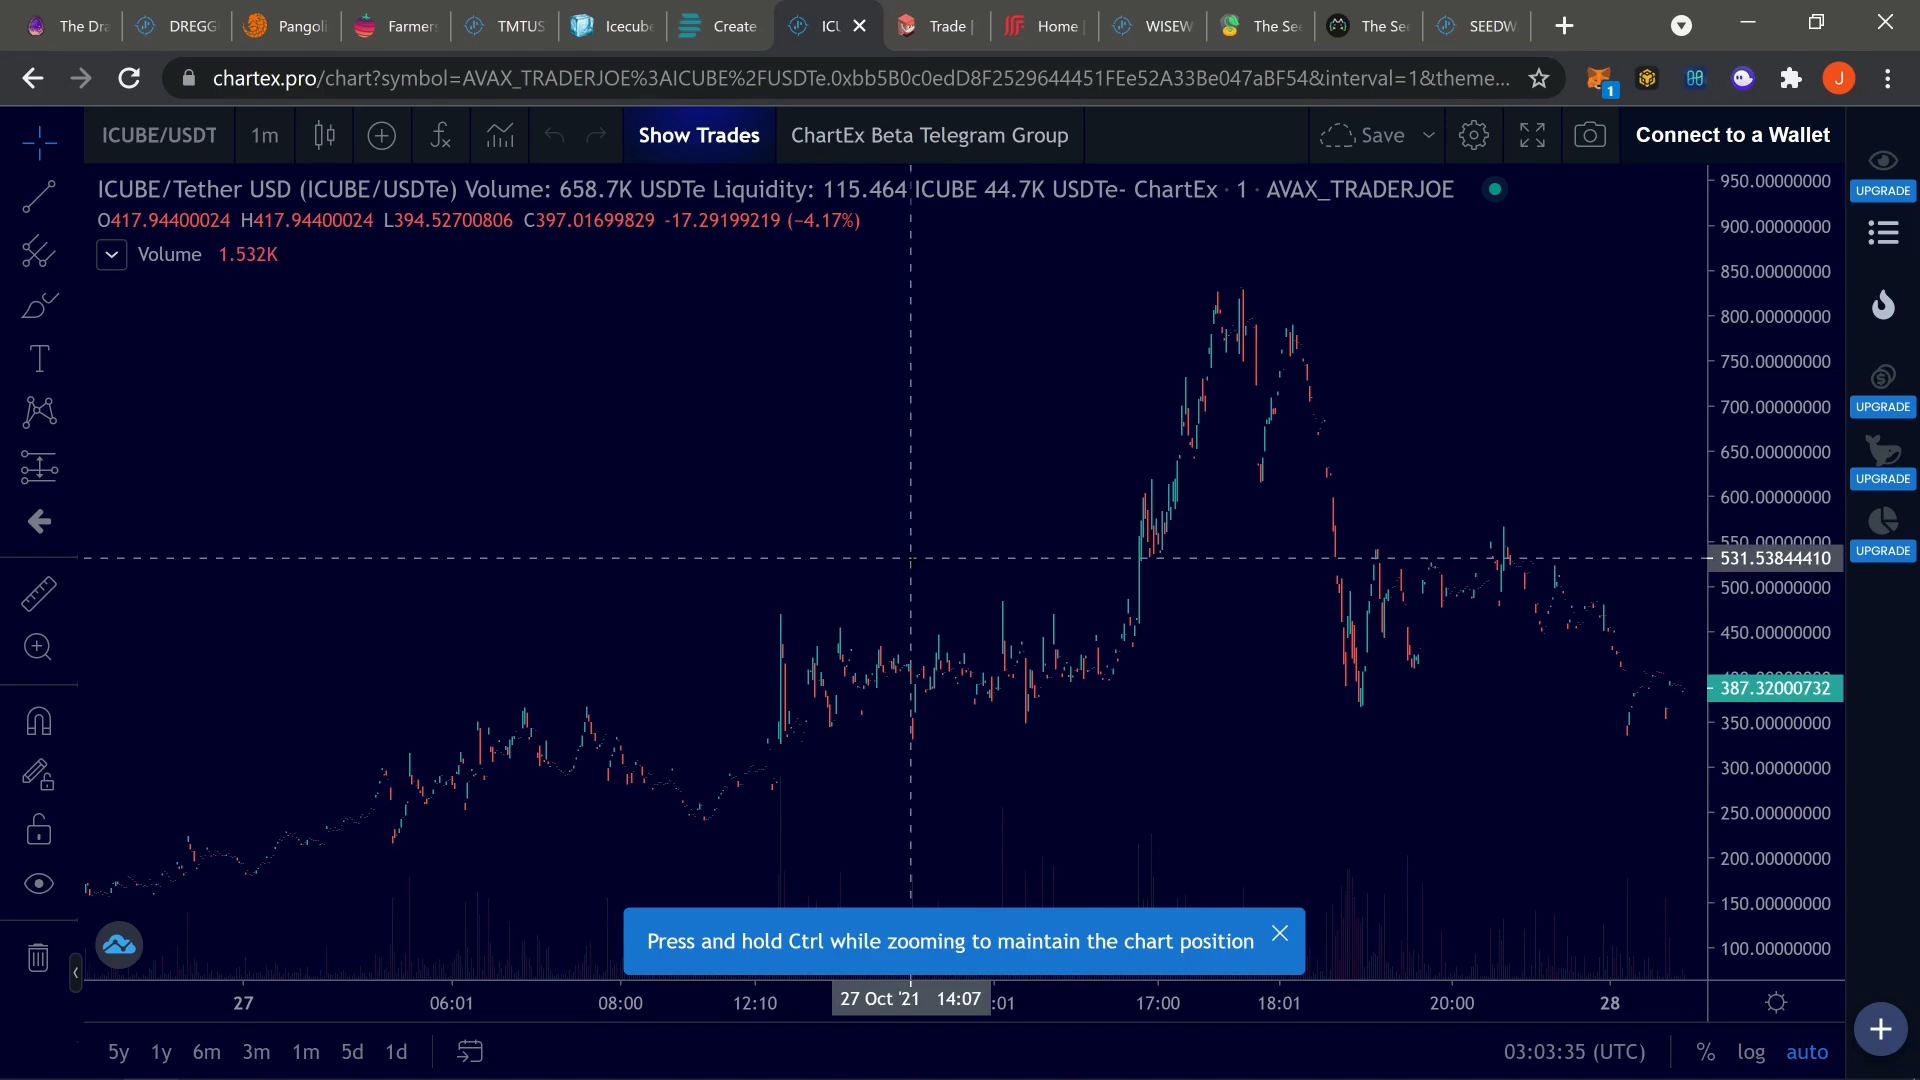 The Dra
DREGG
Pangoli
Farmers
TMTUS
Icecube
Create
ICU
Trade |
Home |
WISEW
The See
The See
SEEDW
chartex.pro/chart?symbol=AVAX_TRADERJOE%3AICUBE%2FUSDTe.0xbb5B0c0edD8F2529644451FEe52A33Be047aBF54&interval=1&theme...
1
J
ICUBE/USDT
1m
Show Trades
ChartEx Beta Telegram Group
Save
Connect to a Wallet
ICUBE/Tether USD (ICUBE/USDTe) Volume: 658.7K USDTe Liquidity: 115.464 ICUBE 44.7K USDTe- ChartEx · 1 · AVAX_TRADERJOE
O417.94400024 H417.94400024 L394.52700806 C397.01699829 -17.29199219 (−4.17%)
Volume 1.532K
950.00000000
900.00000000
850.00000000
800.00000000
750.00000000
700.00000000
650.00000000
600.00000000
550.00000000
531.53844410
500.00000000
450.00000000
387.32000732
350.00000000
300.00000000
250.00000000
200.00000000
150.00000000
100.00000000
UPGRADE
UPGRADE
UPGRADE
UPGRADE
Press and hold Ctrl while zooming to maintain the chart position
27
06:01
08:00
12:10
27 Oct '21 14:07
:01
17:00
18:01
20:00
28
5y
1y
6m
3m
1m
5d
1d
03:03:35 (UTC)
%
log
auto